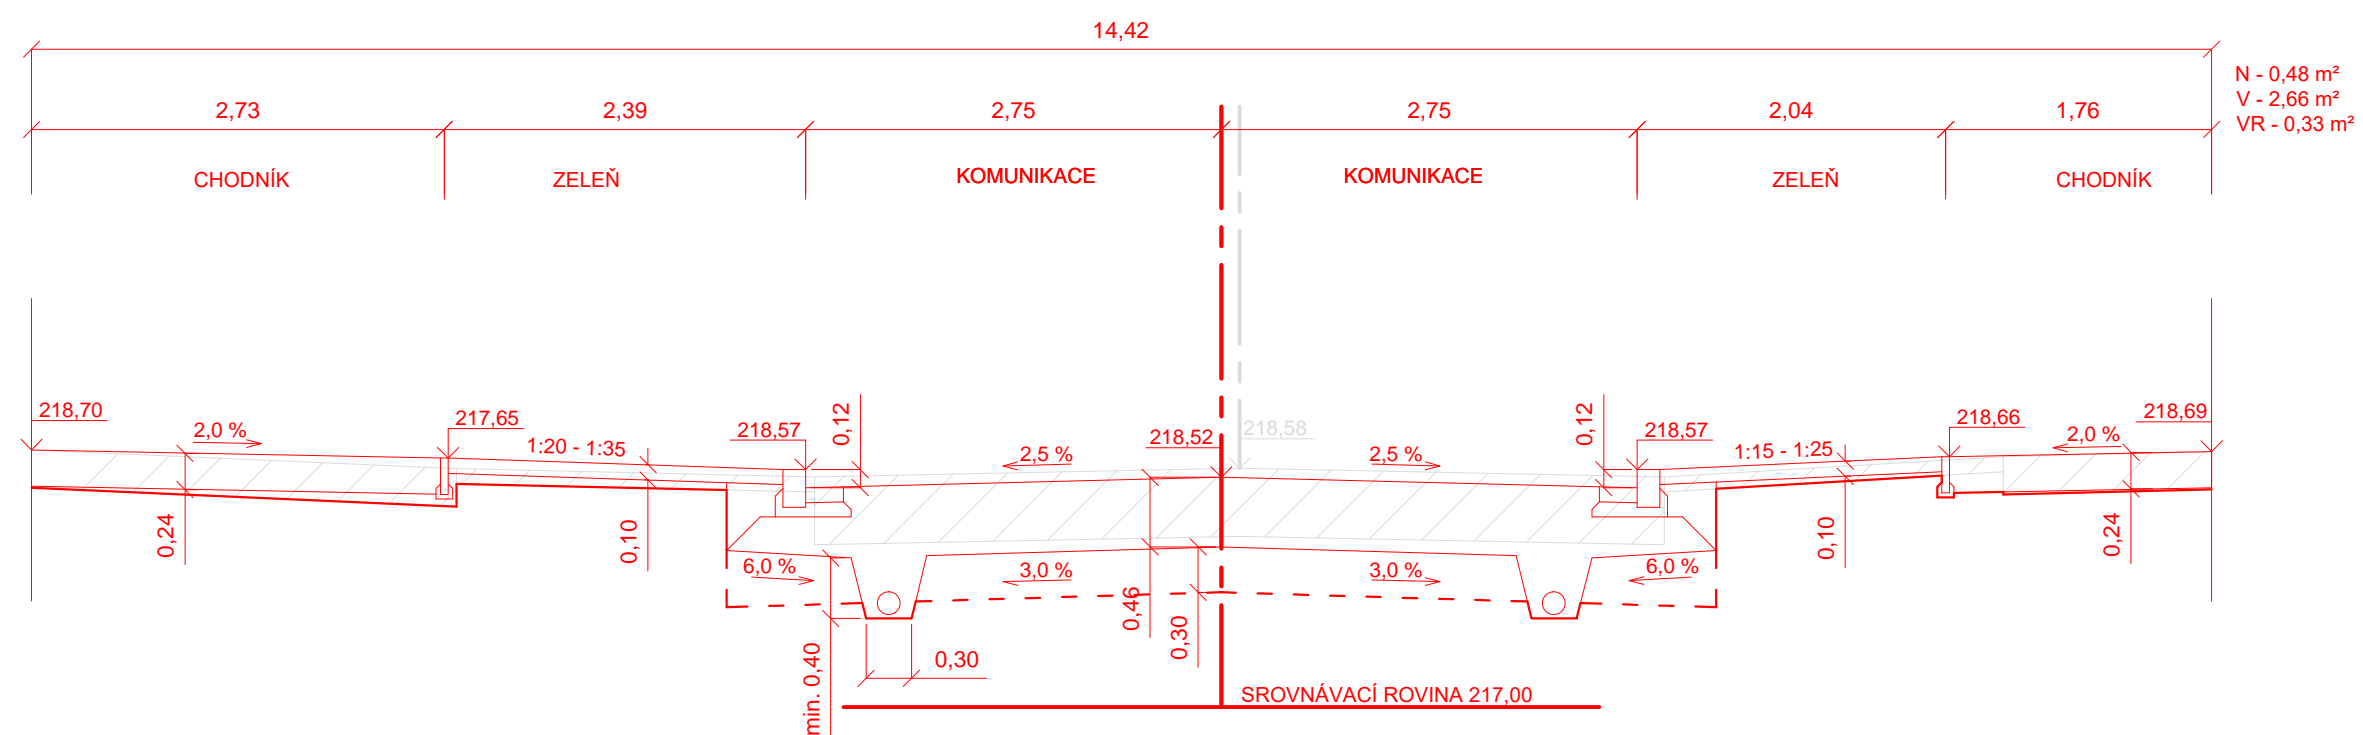 14,42
N - 0,48 m²
V - 2,66 m²
VR - 0,33 m²
2,73 2,39 2,75 2,75 2,04 1,76
CHODNÍK ZELEŇ KOMUNIKACE KOMUNIKACE ZELEŇ CHODNÍK
218,70
2,0 %
217,65
1:20 - 1:35
218,57
0,12
2,5 %
218,52
218,58
2,5 %
0,12
218,57
1:15 - 1:25
218,66
2,0 %
218,69
0,24
0,10
6,0 %
3,0 %
0,46
0,30
3,0 %
6,0 %
0,10
0,24
min. 0,40
0,30
SROVNÁVACÍ ROVINA 217,00